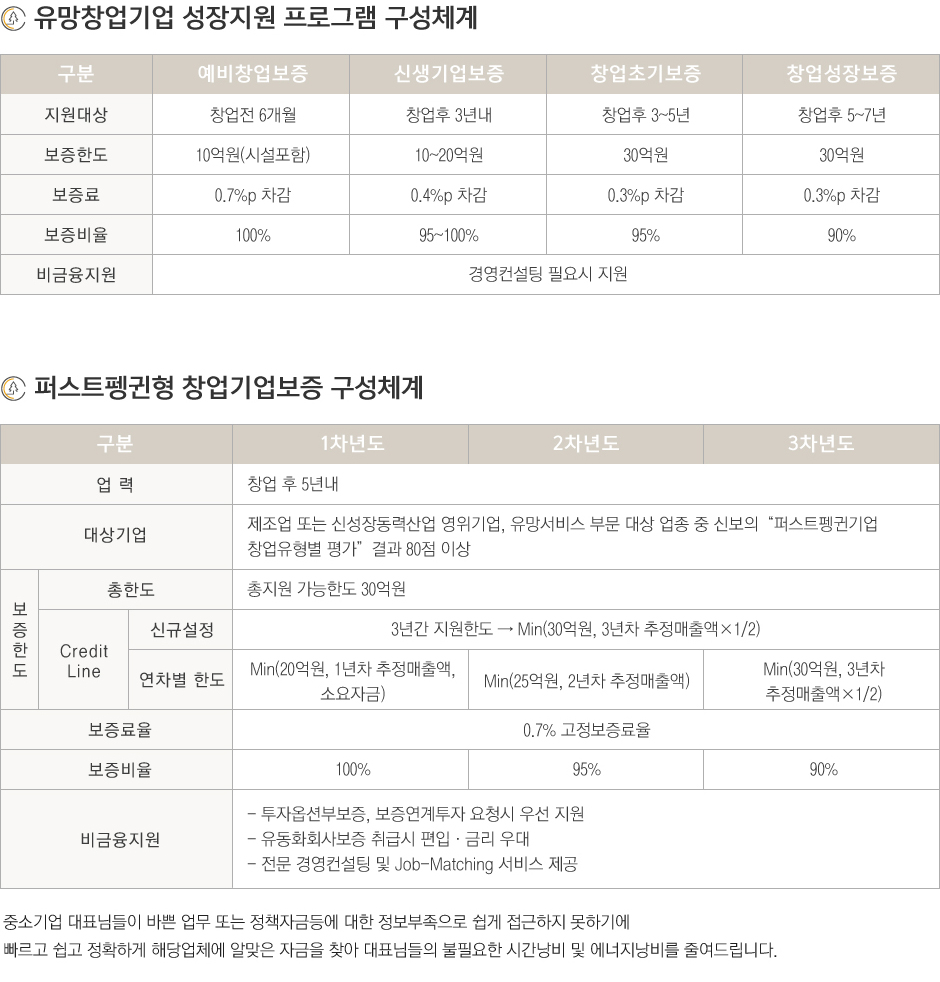 유망창업기업 성장지원 프로그램 구성체계
구분 예비창업보증 신생기업보증 창업초기보증 창업성장보증
지원대상 창업전 6개월 창업후 3년내 창업후 3~5년 창업후 5~7년
보증한도 10억원(시설포함) 10~20억원 30억원 30억원
보증료 0.7%p 차감 0.4%p 차감 0.3%p 차감 0.3%p 차감
보증비율 100% 95~100% 95% 90%
비금융지원 경영컨설팅 필요시 지원
퍼스트펭귄형 창업기업보증 구성체계
구분 1차년도 2차년도 3차년도
업 력 창업 후 5년내
대상기업 제조업 또는 신성장동력산업 영위기업, 유망서비스 부문 대상 업종 중 신보의 “퍼스트펭귄기업
창업유형별 평가” 결과 80점 이상
보증한도 총한도 총지원 가능한도 30억원
Credit
Line
신규설정 3년간 지원한도 → Min(30억원, 3년차 추정매출액×1/2)
연차별 한도 Min(20억원, 1년차 추정매출액,
소요자금)
Min(25억원, 2년차 추정매출액)
Min(30억원, 3년차
추정매출액×1/2)
보증료율 0.7% 고정보증료율
보증비율 100% 95% 90%
비금융지원 - 투자옵션부보증, 보증연계투자 요청시 우선 지원
- 유동화회사보증 취급시 편입 · 금리 우대
- 전문 경영컨설팅 및 Job-Matching 서비스 제공
중소기업 대표님들이 바쁜 업무 또는 정책자금등에 대한 정보부족으로 쉽게 접근하지 못하기에
빠르고 쉽고 정확하게 해당업체에 알맞은 자금을 찾아 대표님들의 불필요한 시간낭비 및 에너지낭비를 줄여드립니다.